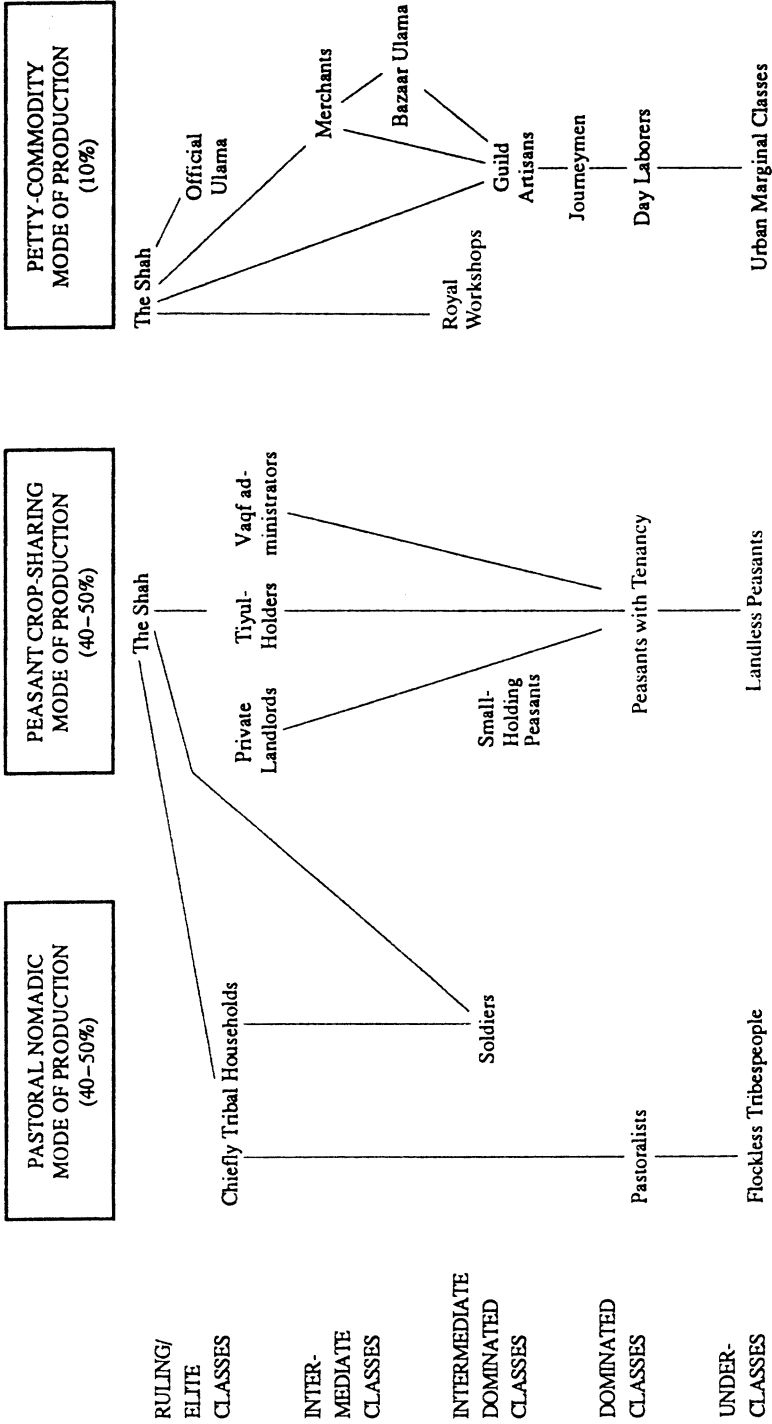 PASTORAL NOMADIC
MODE OF PRODUCTION
(40–50%)
PEASANT CROP-SHARING
MODE OF PRODUCTION
(40–50%)
PETTY-COMMODITY
MODE OF PRODUCTION
(10%)
RULING/
ELITE
CLASSES
The Shah
The Shah
Chiefly Tribal Households
Private
Landlords
Tiyul-
Holders
Vaqf ad-
ministrators
Official
Ulama
INTER-
MEDIATE
CLASSES
Merchants
Bazaar Ulama
INTERMEDIATE
DOMINATED
CLASSES
Soldiers
Small-
Holding
Peasants
Royal
Workshops
Guild
Artisans
Journeymen
DOMINATED
CLASSES
Pastoralists
Peasants with Tenancy
Day Laborers
UNDER-
CLASSES
Flockless Tribespeople
Landless Peasants
Urban Marginal Classes